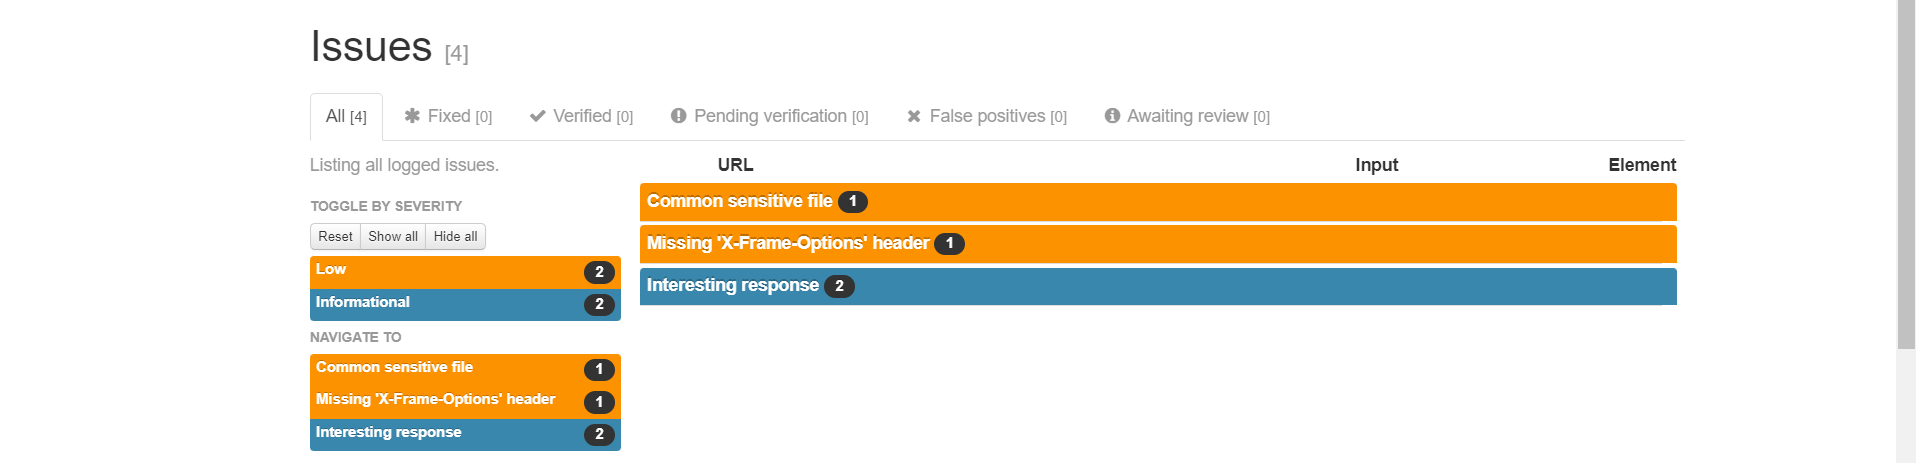 Issues [4]
All [4] Fixed [0] Verified [0] Pending verification [0] False positives [0] Awaiting review [0]
Listing all logged issues.
TOGGLE BY SEVERITY
Reset Show all Hide all
Low 2
Informational 2
NAVIGATE TO
Common sensitive file 1
Missing 'X-Frame-Options' header 1
Interesting response 2
URL Input Element
Common sensitive file 1
Missing 'X-Frame-Options' header 1
Interesting response 2